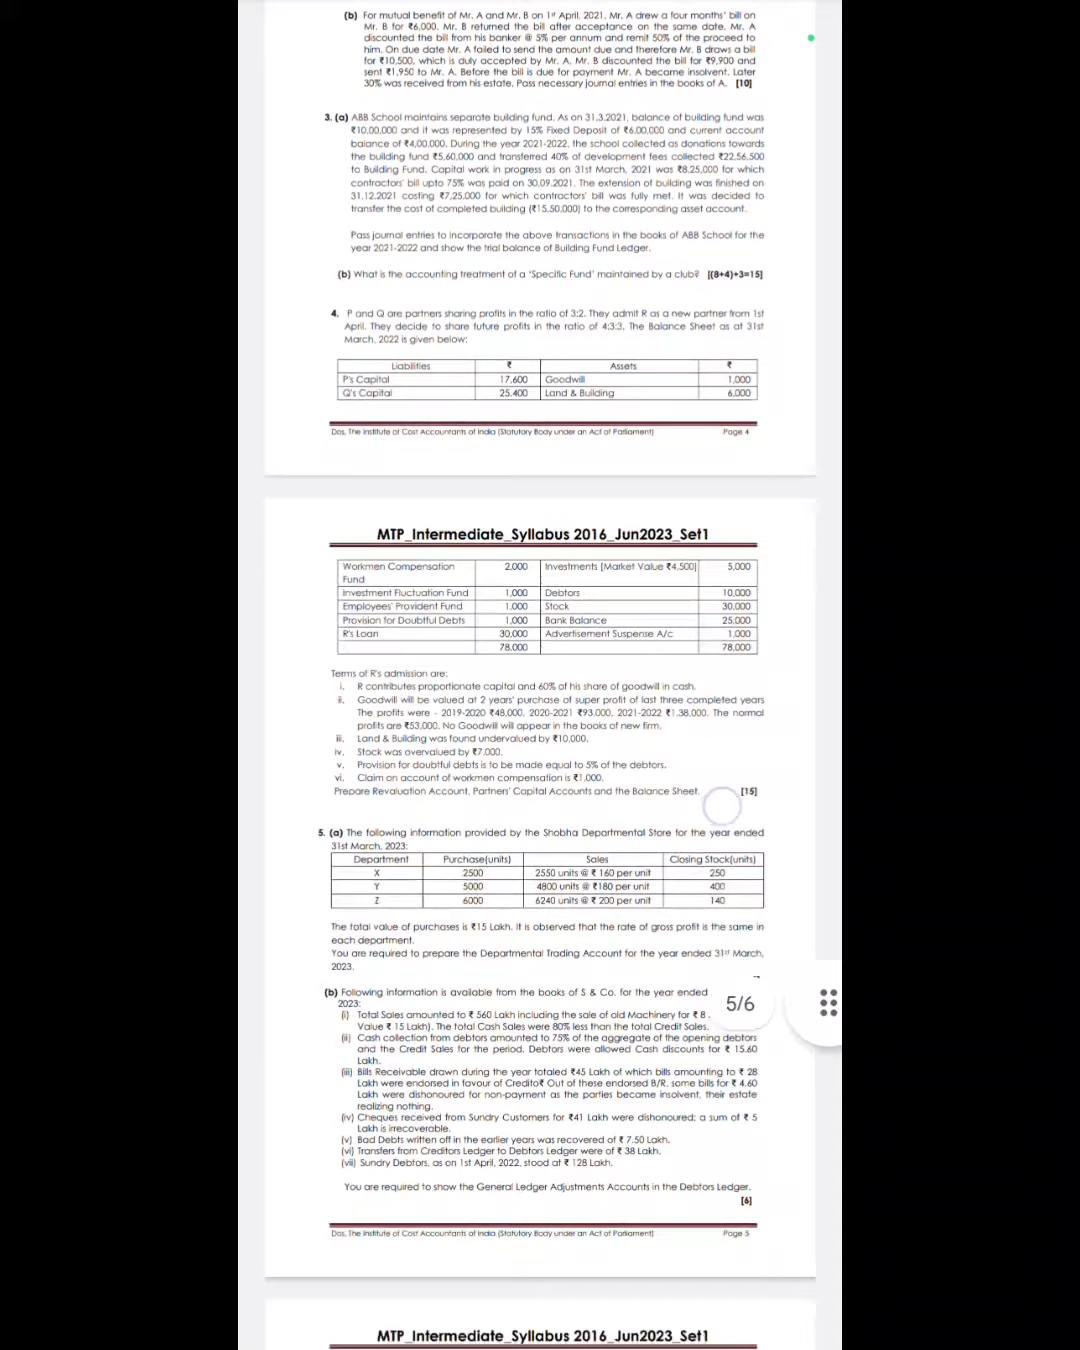 (b) For mutual benefit of Mr. A and Mr. B on 1st April, 2021, Mr. A drew a four months' bill on
Mr. B for ₹6,000. Mr. B returned the bill after acceptance on the same date. Mr. A
discounted the bill from his banker @ 5% per annum and remit 50% of the proceed to
him. On due date Mr. A failed to send the amount due and therefore Mr. B draws a bill
for ₹10,500, which is duly accepted by Mr. A. Mr. B discounted the bill for ₹9,900 and
sent ₹1,950 to Mr. A. Before the bill is due for payment Mr. A became insolvent. Later
30% was received from his estate. Pass necessary journal entries in the books of A. [10]
3. (a) ABB School maintains separate building fund. As on 31.3.2021, balance of building fund was
₹10,00,000 and it was represented by 15% Fixed Deposit of ₹6,00,000 and current account
balance of ₹4,00,000. During the year 2021-2022, the school collected as donations towards
the building fund ₹5,60,000 and transferred 40% of development fees collected ₹22,56,500
to Building Fund. Capital work in progress as on 31st March, 2021 was ₹8,25,000 for which
contractors' bill upto 75% was paid on 30.09.2021. The extension of building was finished on
31.12.2021 costing ₹7,25,000 for which contractors' bill was fully met. It was decided to
transfer the cost of completed building (₹15,50,000) to the corresponding asset account.
Pass journal entries to incorporate the above transactions in the books of ABB School for the
year 2021-2022 and show the trial balance of Building Fund Ledger.
(b) What is the accounting treatment of a 'Specific Fund' maintained by a club? [(8+4)+3=15]
4. P and Q are partners sharing profits in the ratio of 3:2. They admit R as a new partner from 1st
April. They decide to share future profits in the ratio of 4:3:3. The Balance Sheet as at 31st
March, 2022 is given below:
Liabilities ₹ Assets ₹
P's Capital 17,600 Goodwill 1,000
Q's Capital 25,400 Land & Building 6,000
Dos, The Institute of Cost Accountants of India (Statutory Body under an Act of Parliament) Page 4
MTP_Intermediate_Syllabus 2016_Jun2023_Set1
Workmen Compensation 2,000 Investments [Market Value ₹4,500] 5,000
Fund
Investment Fluctuation Fund 1,000 Debtors 10,000
Employees' Provident Fund 1,000 Stock 30,000
Provision for Doubtful Debts 1,000 Bank Balance 25,000
R's Loan 30,000 Advertisement Suspense A/c 1,000
78,000 78,000
Terms of R's admission are:
i. R contributes proportionate capital and 60% of his share of goodwill in cash.
ii. Goodwill will be valued at 2 years' purchase of super profit of last three completed years
The profits were - 2019-2020 ₹48,000, 2020-2021 ₹93,000, 2021-2022 ₹1,38,000. The normal
profits are ₹53,000. No Goodwill will appear in the books of new firm.
iii. Land & Building was found undervalued by ₹10,000.
iv. Stock was overvalued by ₹7,000.
v. Provision for doubtful debts is to be made equal to 5% of the debtors.
vi. Claim on account of workmen compensation is ₹1,000.
Prepare Revaluation Account, Partners' Capital Accounts and the Balance Sheet. [15]
5. (a) The following information provided by the Shobha Departmental Store for the year ended
31st March, 2023:
Department Purchase(units) Sales Closing Stock(units)
X 2500 2550 units @ ₹ 160 per unit 250
Y 5000 4800 units @ ₹180 per unit 400
Z 6000 6240 units @ ₹ 200 per unit 140
The total value of purchases is ₹15 Lakh. It is observed that the rate of gross profit is the same in
each department.
You are required to prepare the Departmental Trading Account for the year ended 31st March,
2023.
(b) Following information is available from the books of S & Co. for the year ended
2023:
(i) Total Sales amounted to ₹ 560 Lakh including the sale of old Machinery for ₹ 8.
Value ₹ 15 Lakh). The total Cash Sales were 80% less than the total Credit Sales.
(ii) Cash collection from debtors amounted to 75% of the aggregate of the opening debtors
and the Credit Sales for the period. Debtors were allowed Cash discounts for ₹ 15.60
Lakh.
(iii) Bills Receivable drawn during the year totaled ₹45 Lakh of which bills amounting to ₹ 28
Lakh were endorsed in favour of Creditor₹ Out of these endorsed B/R, some bills for ₹ 4.60
Lakh were dishonoured for non-payment as the parties became insolvent, their estate
realizing nothing.
(iv) Cheques received from Sundry Customers for ₹41 Lakh were dishonoured; a sum of ₹ 5
Lakh is irrecoverable.
(v) Bad Debts written off in the earlier years was recovered of ₹ 7.50 Lakh.
(vi) Transfers from Creditors Ledger to Debtors Ledger were of ₹ 38 Lakh.
(vii) Sundry Debtors, as on 1st April, 2022, stood at ₹ 128 Lakh.
You are required to show the General Ledger Adjustments Accounts in the Debtors Ledger.
[6]
5/6
Dos, The Institute of Cost Accountants of India (Statutory Body under an Act of Parliament) Page 5
MTP_Intermediate_Syllabus 2016_Jun2023_Set1